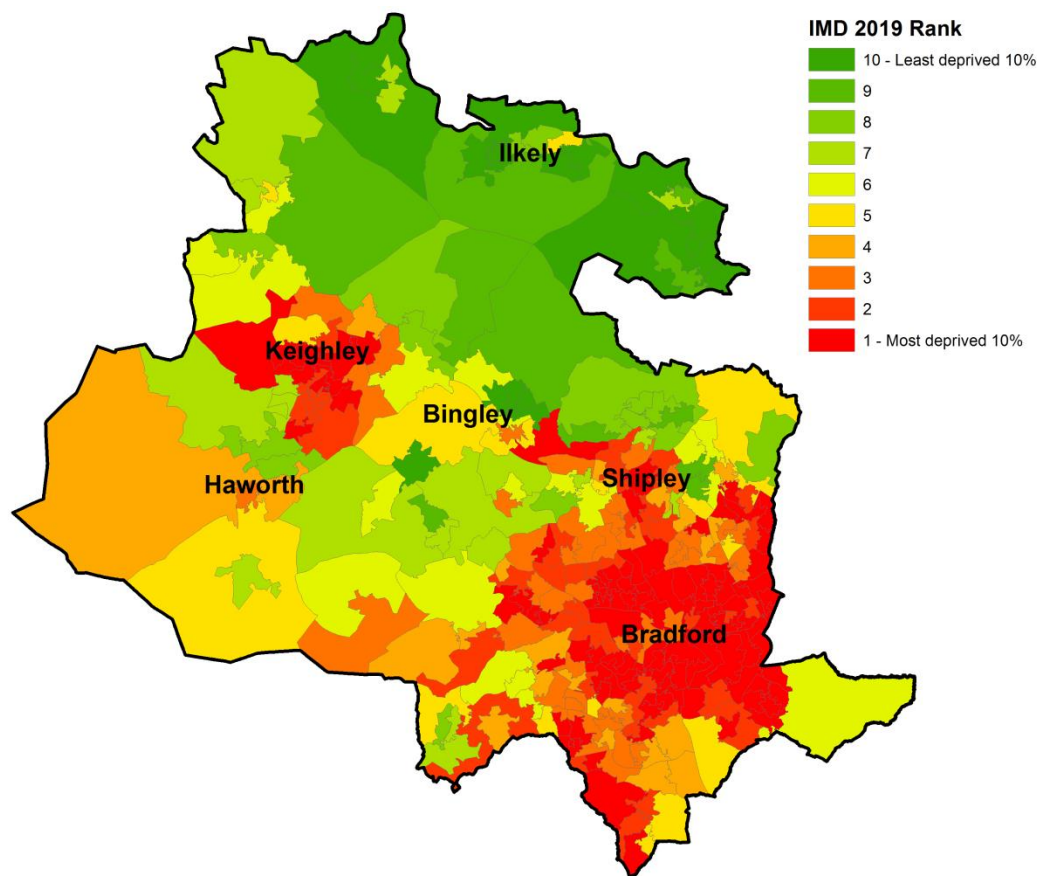 IMD 2019 Rank
10 - Least deprived 10%
9
8
7
6
5
4
3
2
1 - Most deprived 10%
Ilkely
Keighley
Bingley
Haworth
Shipley
Bradford